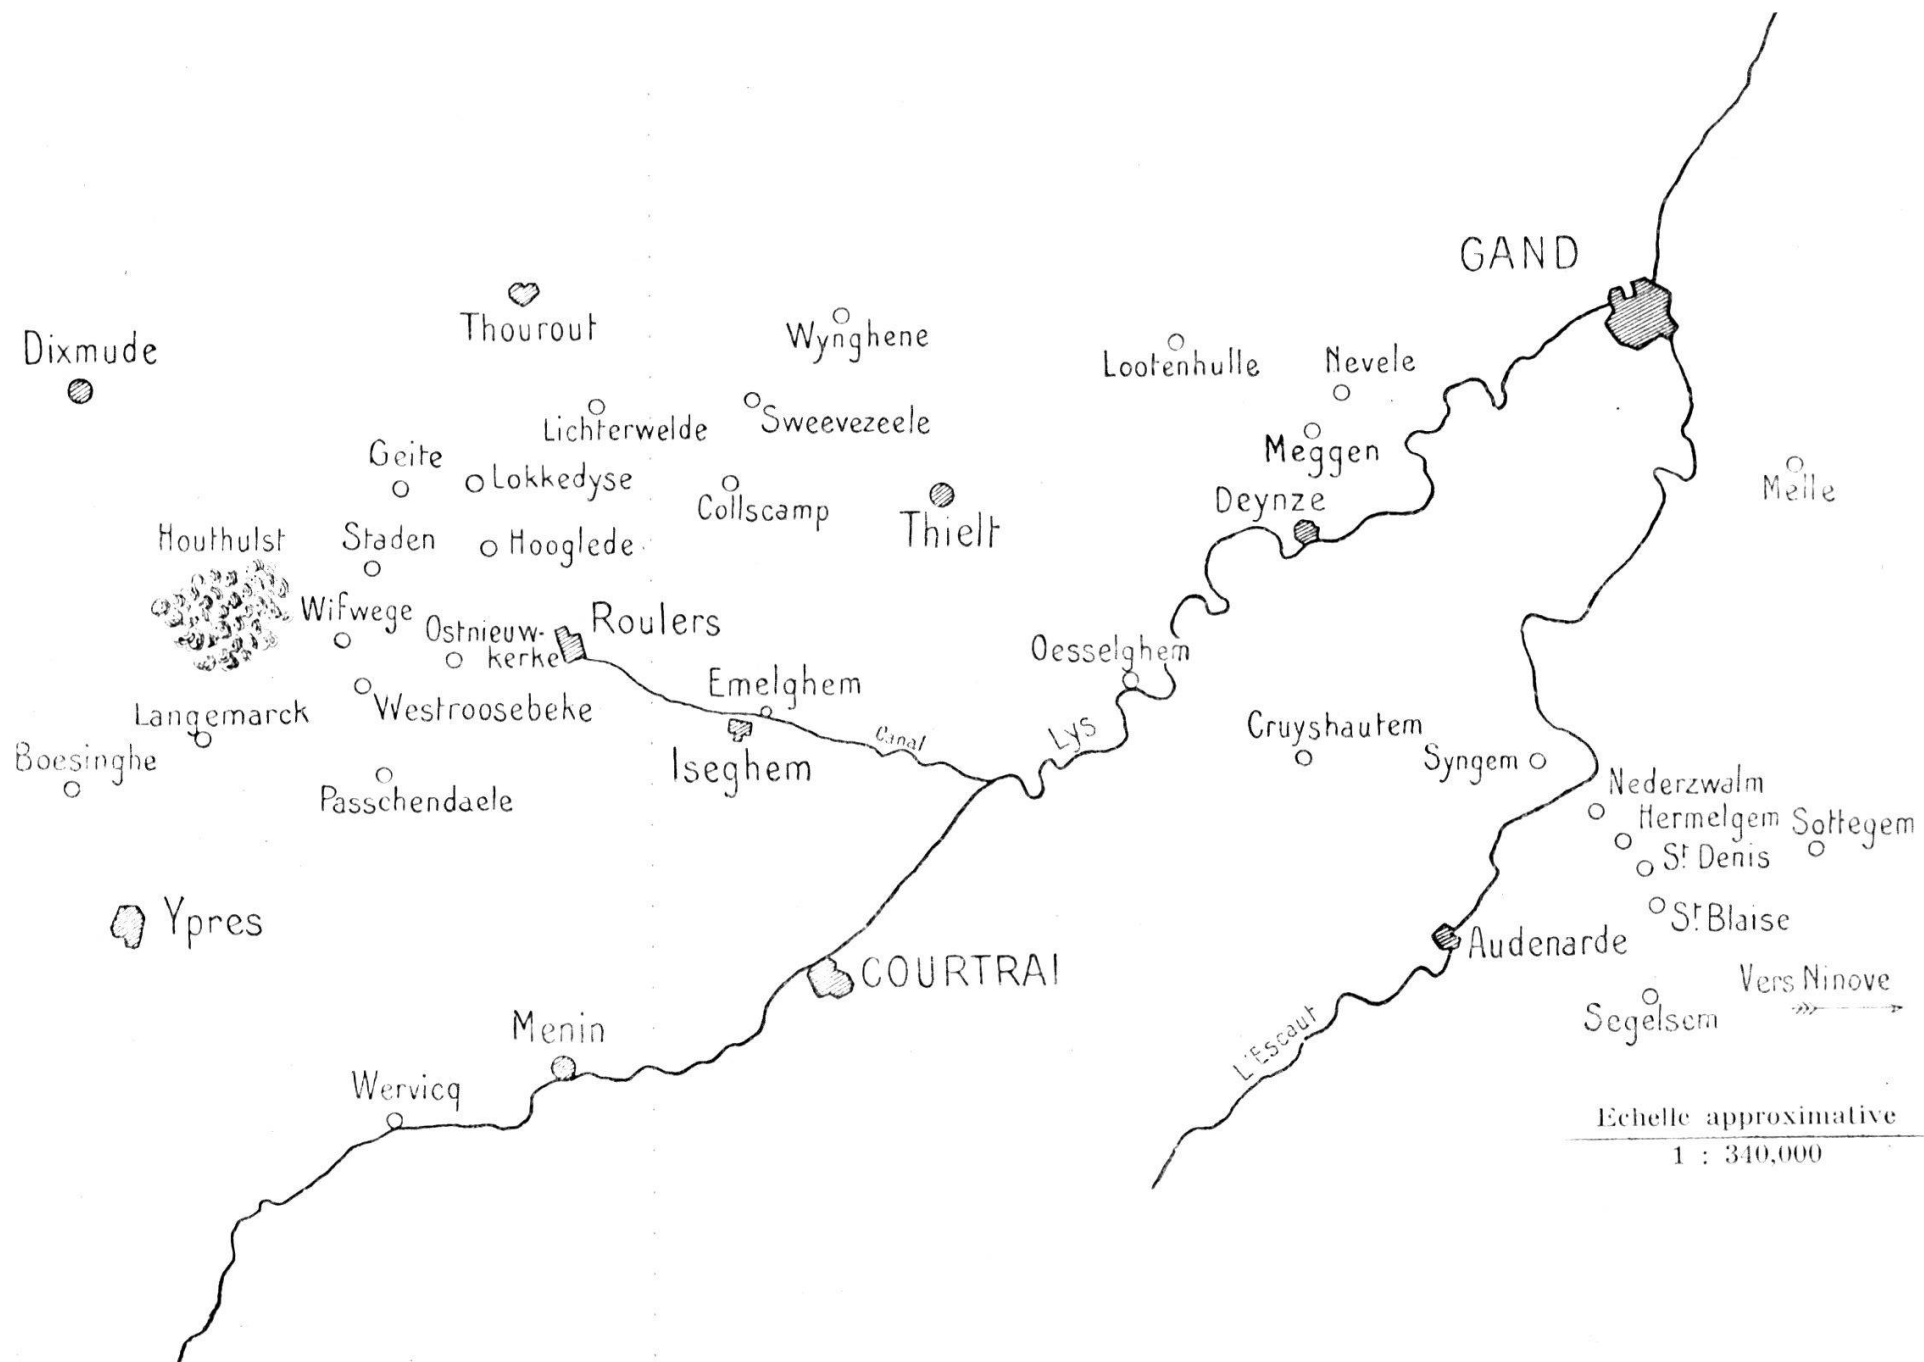 GAND
Thourout
Wynghene
Dixmude
Lootenhulle
Nevele
Lichterwelde
Sweevezeele
Geite
Lokkedyse
Meggen
Collscamp
Deynze
Melle
Thielt
Houthulst
Staden
Hooglede
Wifwege
Ostnieuw-
kerke
Roulers
Oesselghem
Emelghem
Westroosebeke
Langemarck
Canal
Lys
Cruyshautem
Boesinghe
Iseghem
Syngem
Nederzwalm
Passchendaele
Hermelgem
Sottegem
St Denis
Ypres
St Blaise
Audenarde
COURTRAI
Vers Ninove
Segelsem
Menin
L'Escaut
Wervicq
Echelle approximative
1 : 340,000